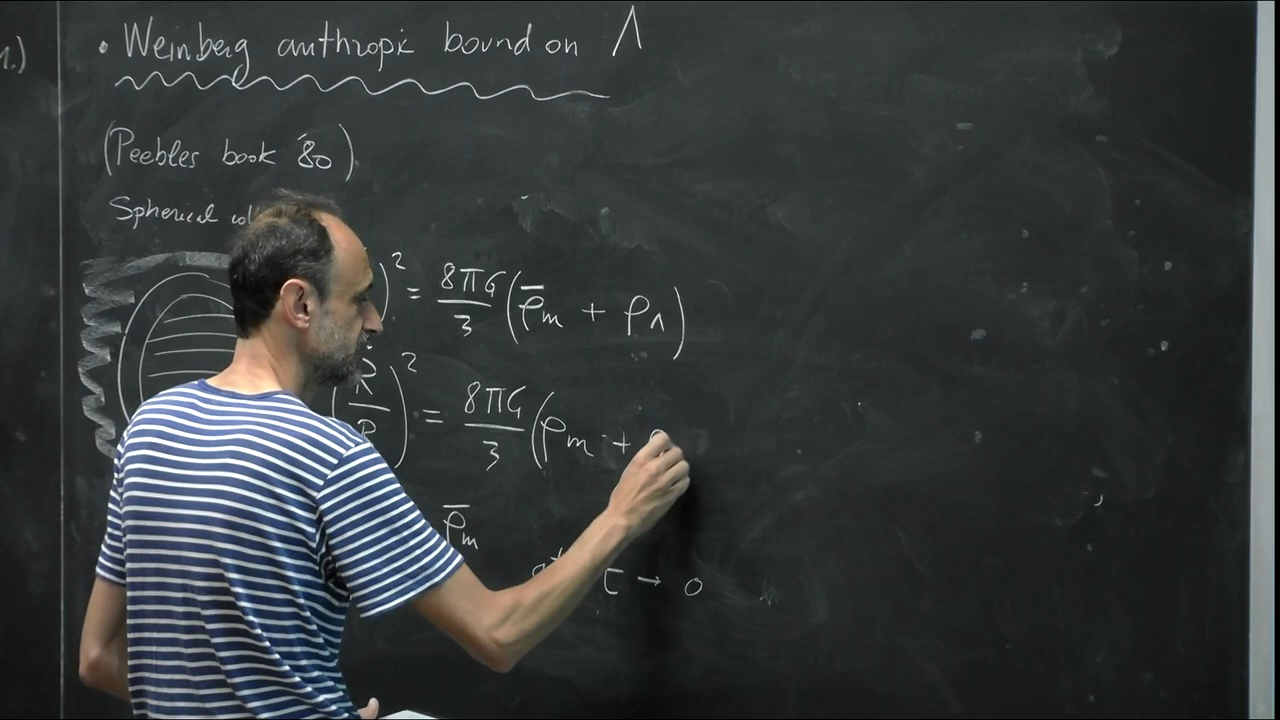 • Weinberg anthropic bound on Λ
(Peebles book '80)
Spherical
)² = 8πG/3 (ρ̄m + ρΛ)
(Ṙ/R)² = 8πG/3 (ρm +
ρ̄m
τ → 0